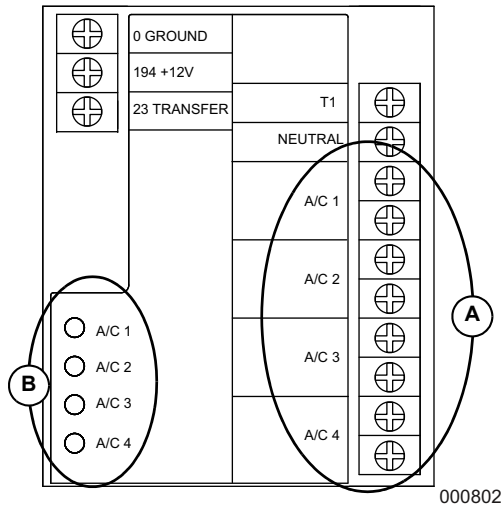 0 GROUND
194 +12V
23 TRANSFER
T1
NEUTRAL
A/C 1
A/C 2
A/C 3
A/C 4
A
B
A/C 1
A/C 2
A/C 3
A/C 4
000802